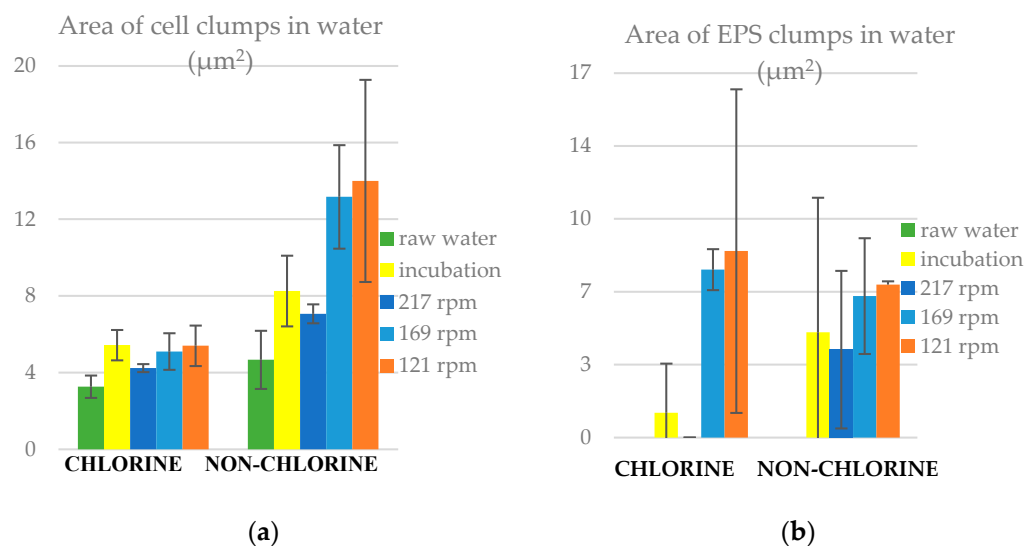 Area of cell clumps in water
(µm²)
20
16
12
8
4
0
CHLORINE NON-CHLORINE
raw water
incubation
217 rpm
169 rpm
121 rpm
(a)
Area of EPS clumps in water
(µm²)
17
14
10
7
3
0
CHLORINE NON-CHLORINE
raw water
incubation
217 rpm
169 rpm
121 rpm
(b)